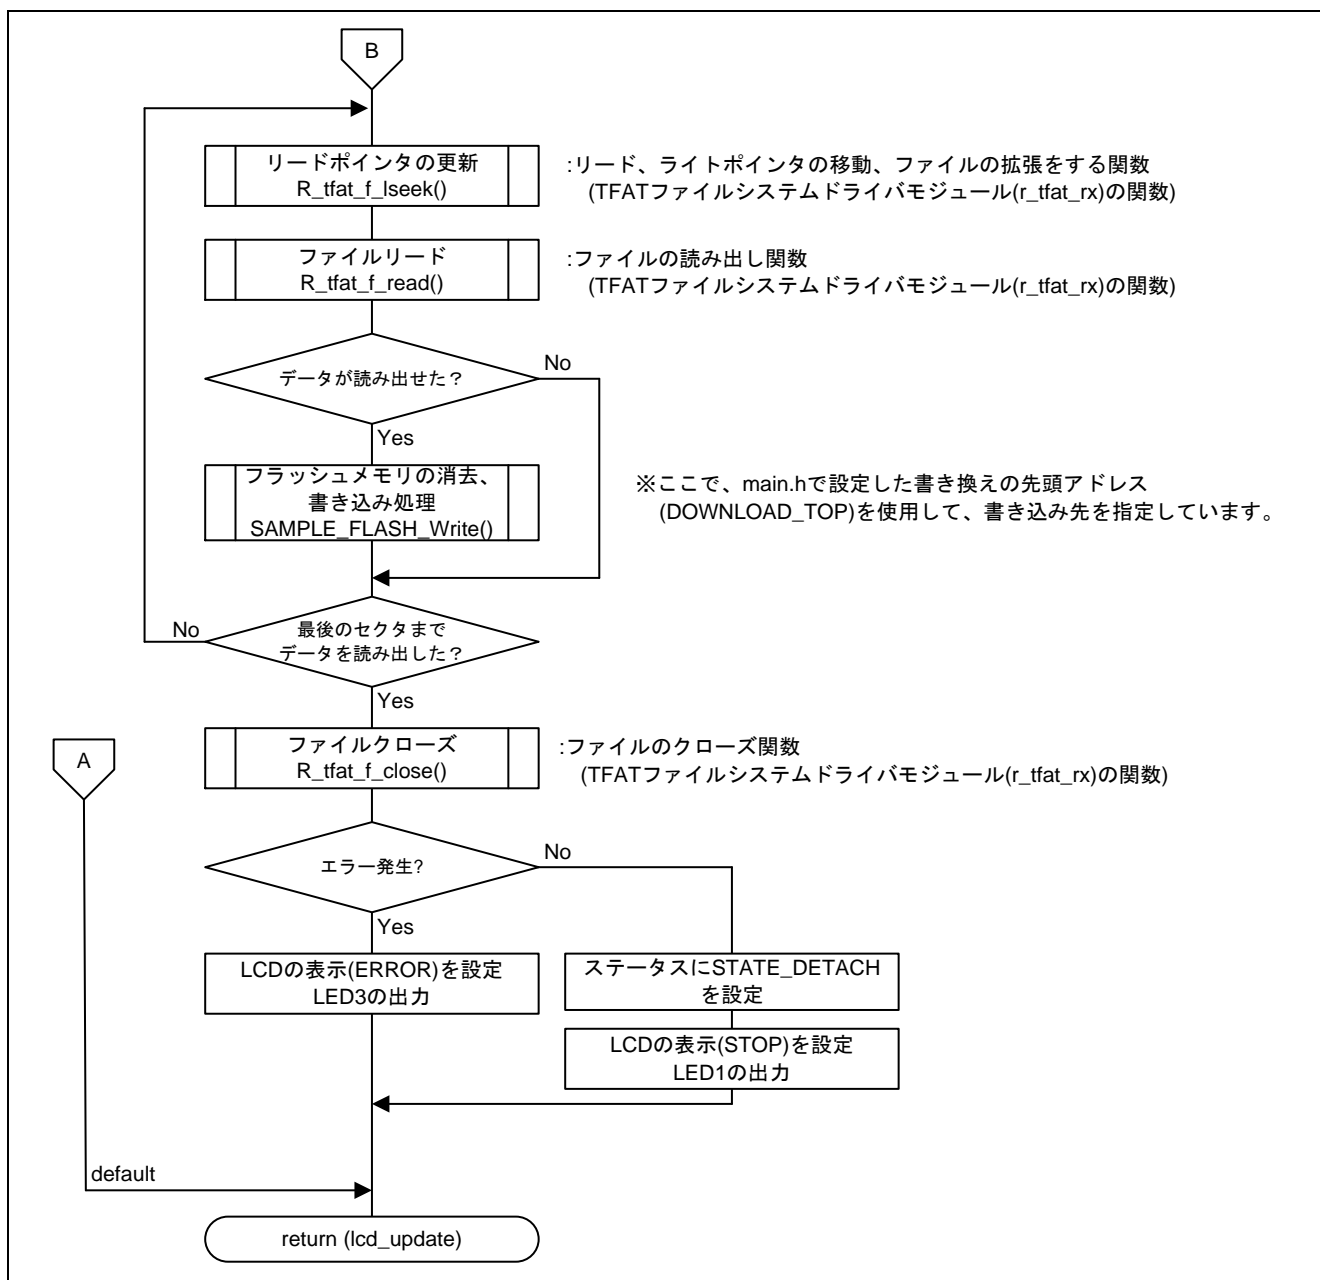 B
リードポインタの更新
R_tfat_f_lseek()
:リード、ライトポインタの移動、ファイルの拡張をする関数
(TFATファイルシステムドライバモジュール(r_tfat_rx)の関数)
ファイルリード
R_tfat_f_read()
:ファイルの読み出し関数
(TFATファイルシステムドライバモジュール(r_tfat_rx)の関数)
データが読み出せた？
No
Yes
フラッシュメモリの消去、
書き込み処理
SAMPLE_FLASH_Write()
※ここで、main.hで設定した書き換えの先頭アドレス
(DOWNLOAD_TOP)を使用して、書き込み先を指定しています。
最後のセクタまで
データを読み出した？
No
Yes
ファイルクローズ
R_tfat_f_close()
:ファイルのクローズ関数
(TFATファイルシステムドライバモジュール(r_tfat_rx)の関数)
A
エラー発生?
No
Yes
LCDの表示(ERROR)を設定
LED3の出力
ステータスにSTATE_DETACH
を設定
LCDの表示(STOP)を設定
LED1の出力
default
return (lcd_update)